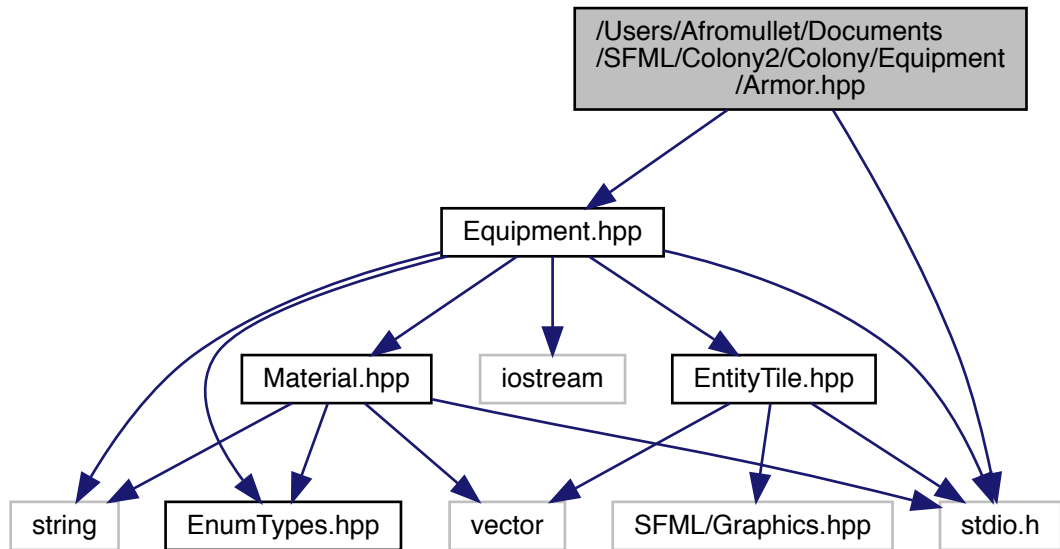 /Users/Afromullet/Documents
/SFML/Colony2/Colony/Equipment
/Armor.hpp
Equipment.hpp
Material.hpp
iostream
EntityTile.hpp
string
EnumTypes.hpp
vector
SFML/Graphics.hpp
stdio.h